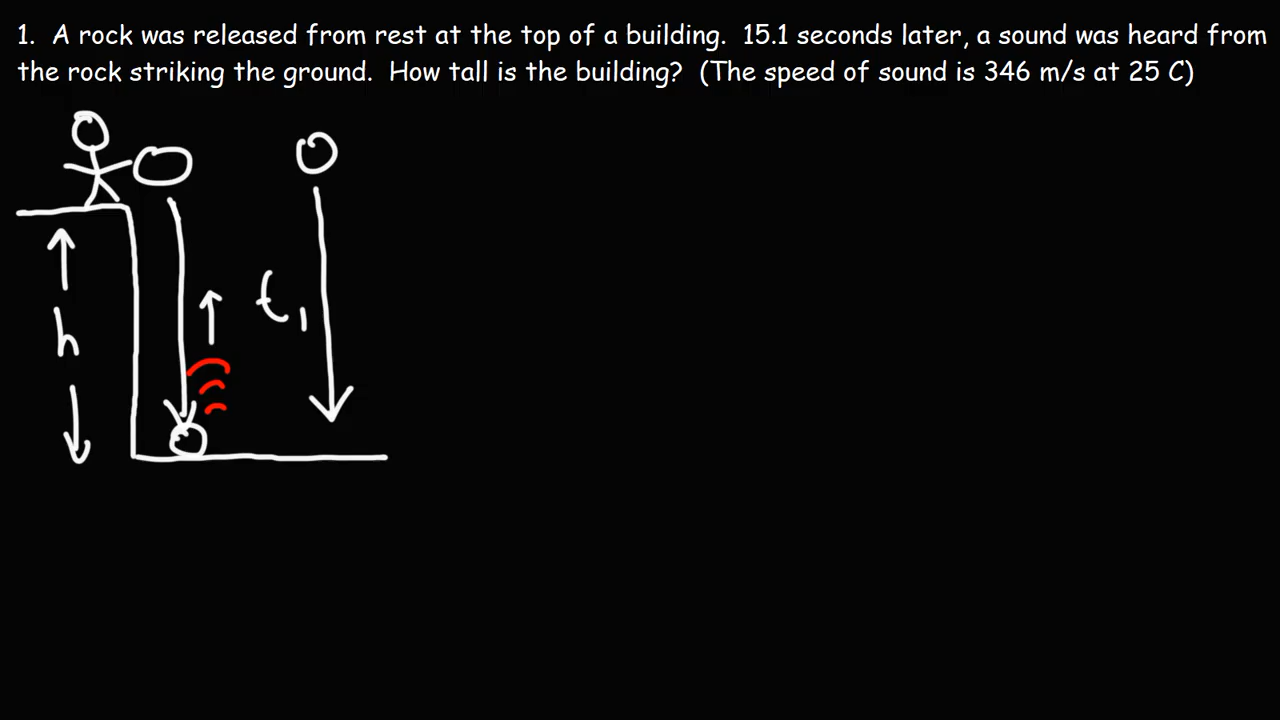 1. A rock was released from rest at the top of a building. 15.1 seconds later, a sound was heard from
the rock striking the ground. How tall is the building? (The speed of sound is 346 m/s at 25 C)
t₁
h